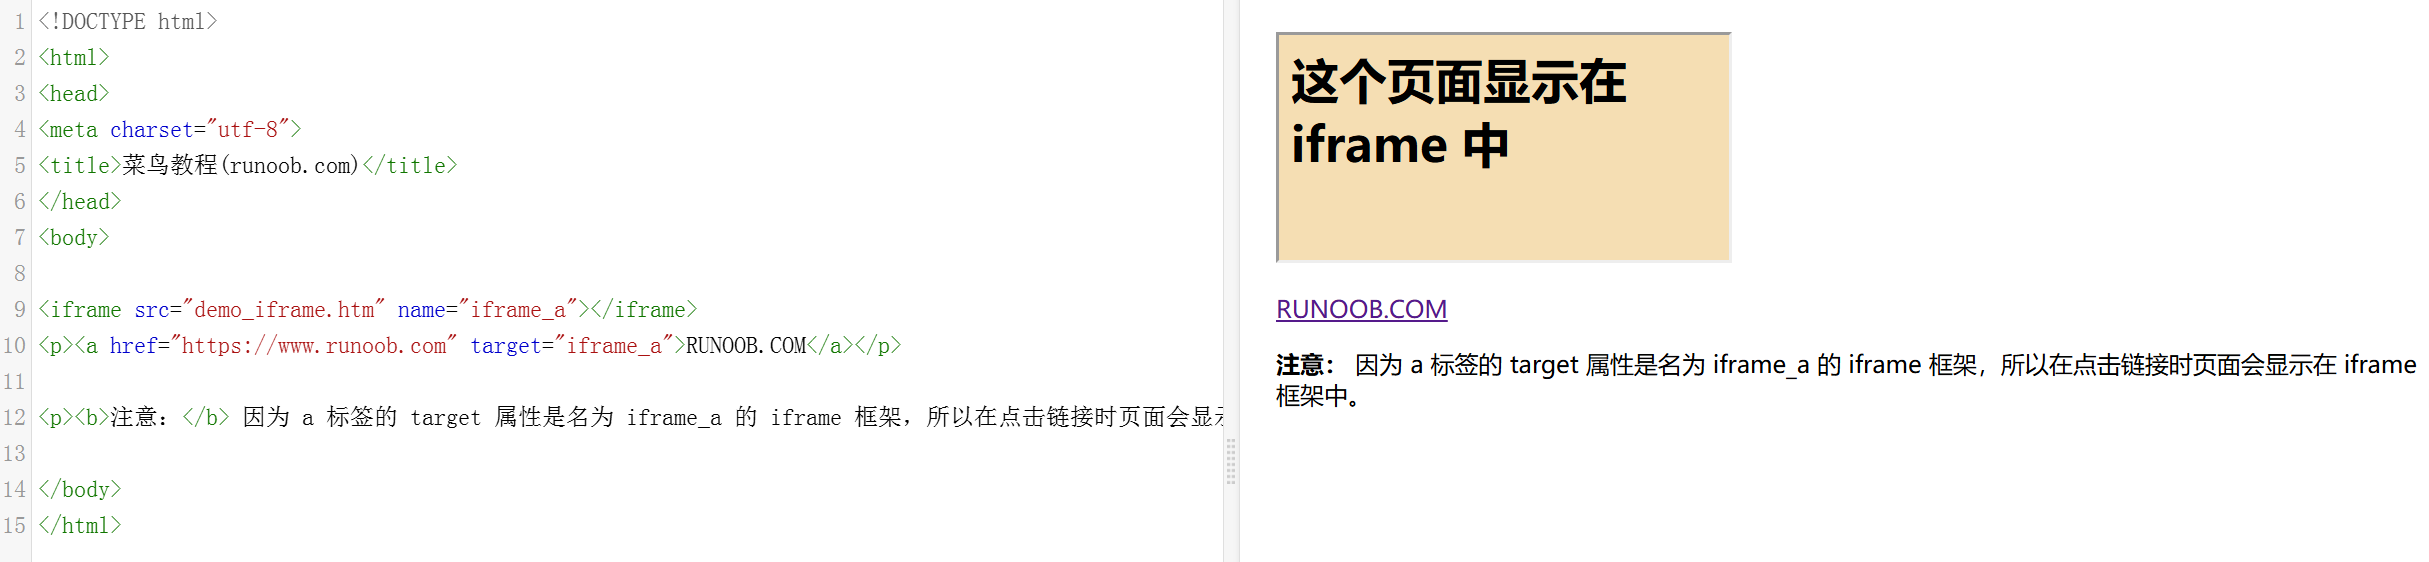 1 <!DOCTYPE html>
2 <html>
3 <head>
4 <meta charset="utf-8">
5 <title>菜鸟教程(runoob.com)</title>
6 </head>
7 <body>
8
9 <iframe src="demo_iframe.htm" name="iframe_a"></iframe>
10 <p><a href="https://www.runoob.com" target="iframe_a">RUNOOB.COM</a></p>
11
12 <p><b>注意：</b> 因为 a 标签的 target 属性是名为 iframe_a 的 iframe 框架，所以在点击链接时页面会显
13
14 </body>
15 </html>
这个页面显示在
iframe 中
RUNOOB.COM
注意： 因为 a 标签的 target 属性是名为 iframe_a 的 iframe 框架，所以在点击链接时页面会显示在 iframe
框架中。